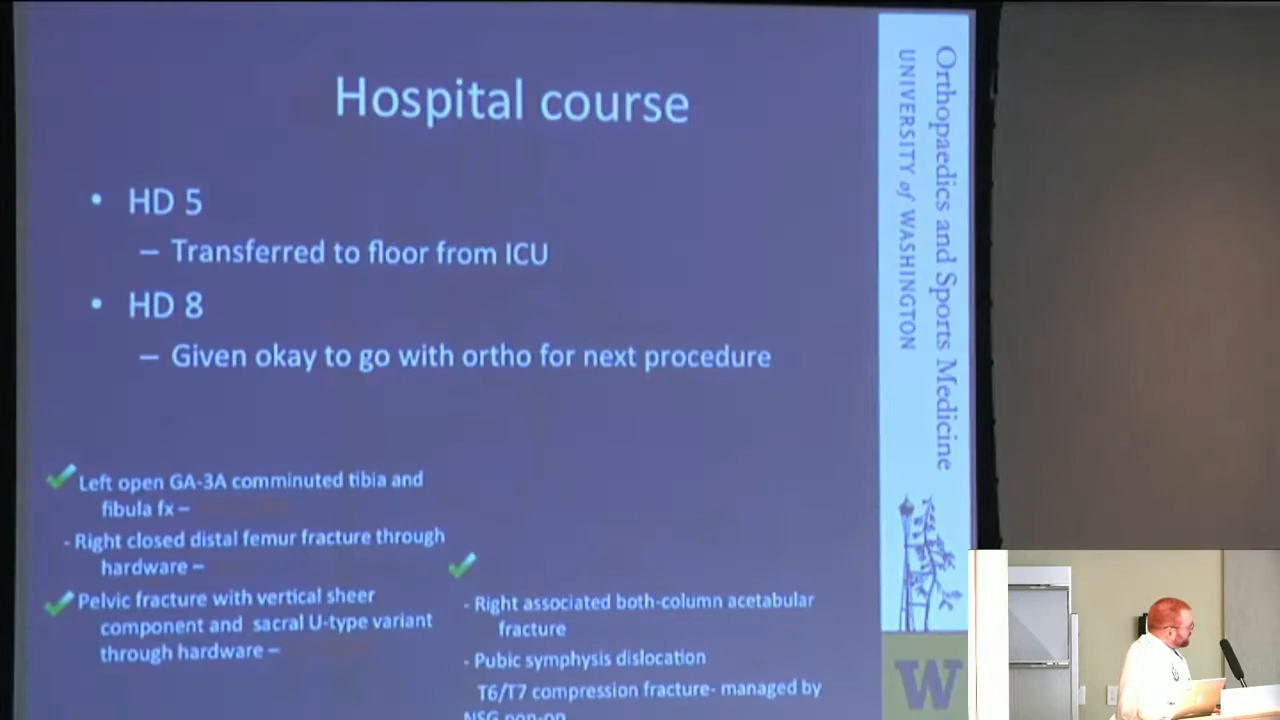 Hospital course
• HD 5
– Transferred to floor from ICU
• HD 8
– Given okay to go with ortho for next procedure
Left open GA-3A comminuted tibia and
fibula fx –
- Right closed distal femur fracture through
hardware –
Pelvic fracture with vertical sheer
component and sacral U-type variant
through hardware –
- Right associated both-column acetabular
fracture
- Pubic symphysis dislocation
T6/T7 compression fracture- managed by
NSG non-op
Orthopaedics and Sports Medicine
UNIVERSITY of WASHINGTON
W